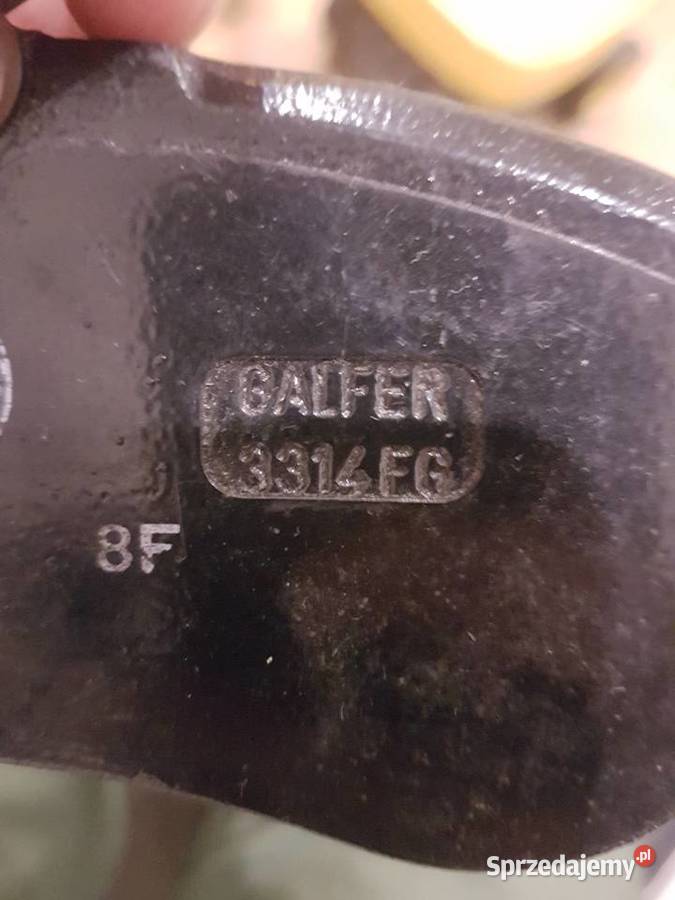 GALFER
3314FG
8F
Sprzedajemy.pl